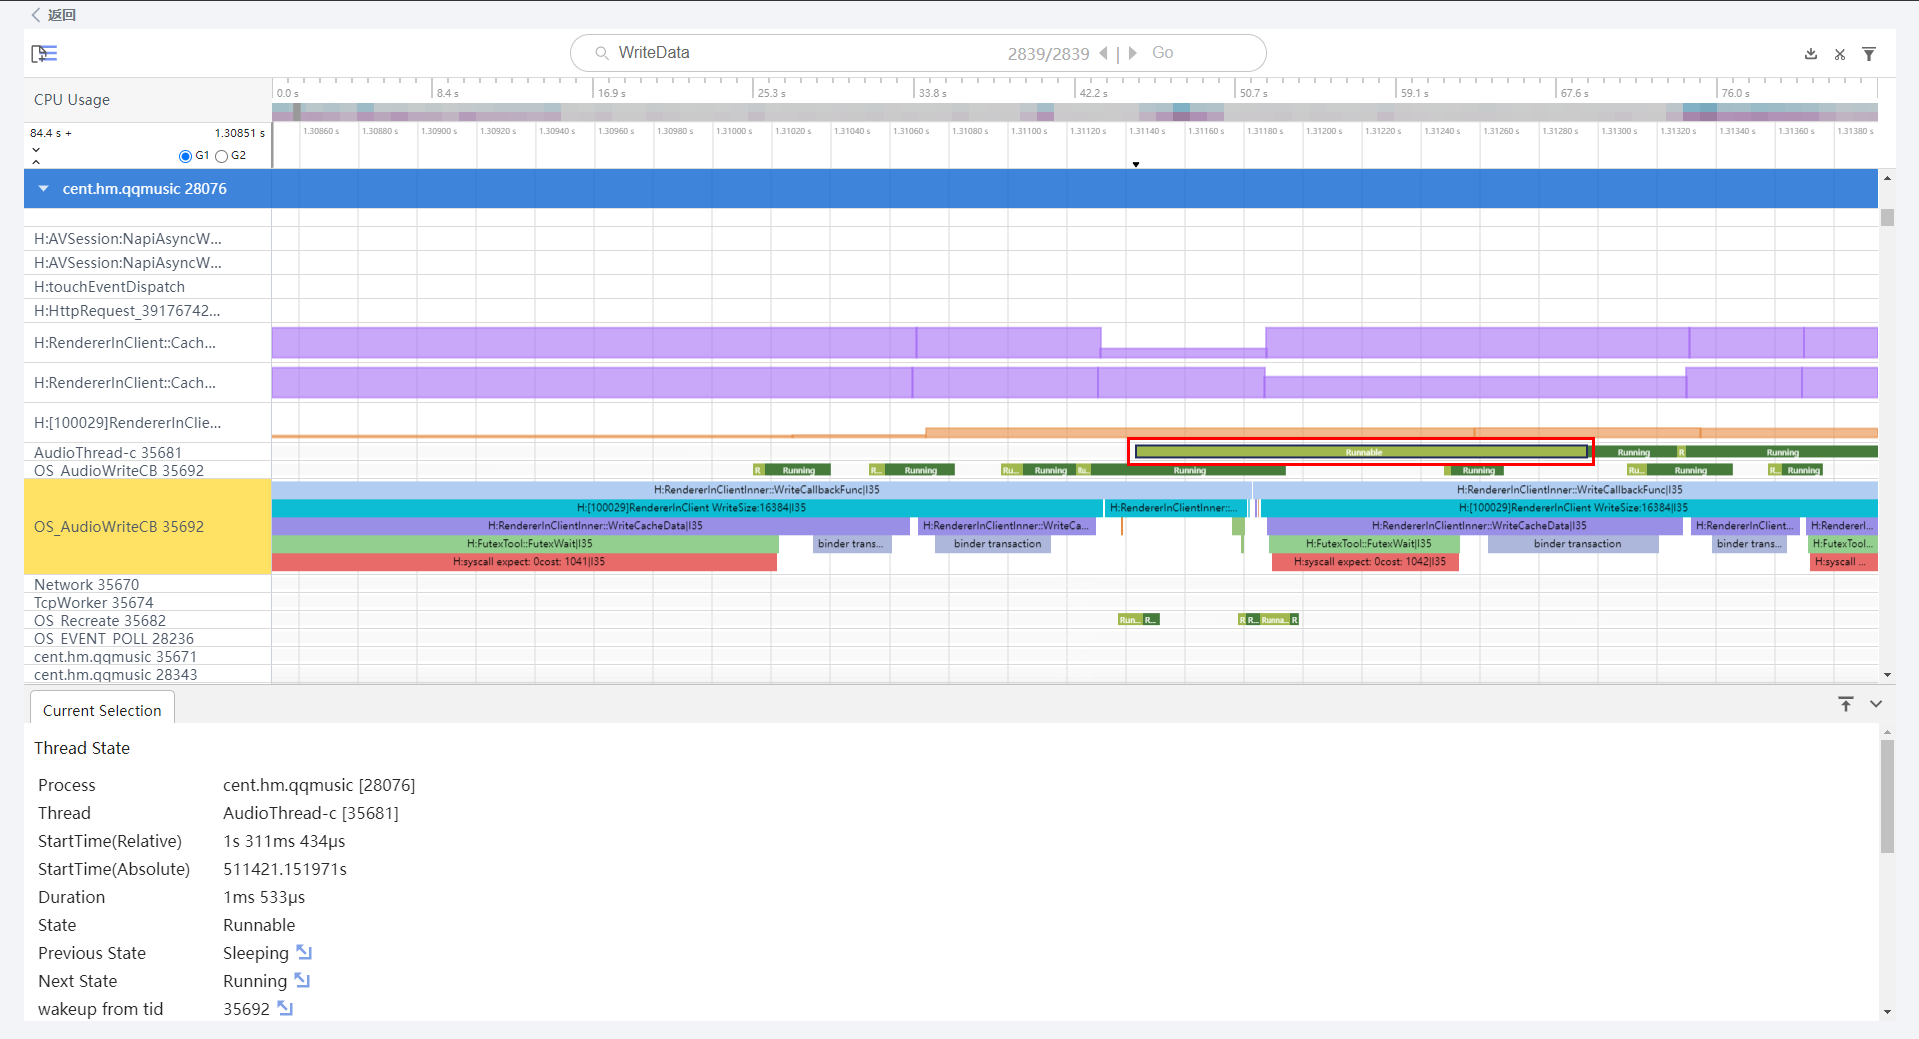 返回
WriteData 2839/2839 Go
CPU Usage
0.0 s 8.4 s 16.9 s 25.3 s 33.8 s 42.2 s 50.7 s 59.1 s 67.6 s 76.0 s
84.4 s + 1.30851 s
1.30860 s 1.30880 s 1.30900 s 1.30920 s 1.30940 s 1.30960 s 1.30980 s 1.31000 s 1.31020 s 1.31040 s 1.31060 s 1.31080 s 1.31100 s 1.31120 s 1.31140 s 1.31160 s 1.31180 s 1.31200 s 1.31220 s 1.31240 s 1.31260 s 1.31280 s 1.31300 s 1.31320 s 1.31340 s 1.31360 s 1.31380 s
G1 G2
cent.hm.qqmusic 28076
H:AVSession:NapiAsyncW...
H:AVSession:NapiAsyncW...
H:touchEventDispatch
H:HttpRequest_39176742...
H:RendererInClient::Cach...
H:RendererInClient::Cach...
H:[100029]RendererInClie...
AudioThread-c 35681 Runnable Running R Running
OS_AudioWriteCB 35692 R Running R... Running Ru... Running Ru... Running Running Ru... Running R... Running
H:RendererInClientInner::WriteCallbackFunc|I35 H:RendererInClientInner::WriteCallbackFunc|I35
H:[100029]RendererInClient WriteSize:16384|I35 H:RendererInClientInner::... H:[100029]RendererInClient WriteSize:16384|I35
OS_AudioWriteCB 35692 H:RendererInClientInner::WriteCacheData|I35 H:RendererInClientInner::WriteCa... H:RendererInClientInner::WriteCacheData|I35 H:RendererInClient... H:RendererI...
H:FutexTool::FutexWait|I35 binder trans... binder transaction H:FutexTool::FutexWait|I35 binder transaction binder trans... H:FutexTool...
H:syscall expect: 0cost: 1041|I35 H:syscall expect: 0cost: 1042|I35 H:syscall ...
Network 35670
TcpWorker 35674
OS_Recreate 35682 Run... R... R R... Runna... R
OS_EVENT_POLL 28236
cent.hm.qqmusic 35671
cent.hm.qqmusic 28343
Current Selection
Thread State
Process cent.hm.qqmusic [28076]
Thread AudioThread-c [35681]
StartTime(Relative) 1s 311ms 434μs
StartTime(Absolute) 511421.151971s
Duration 1ms 533μs
State Runnable
Previous State Sleeping
Next State Running
wakeup from tid 35692